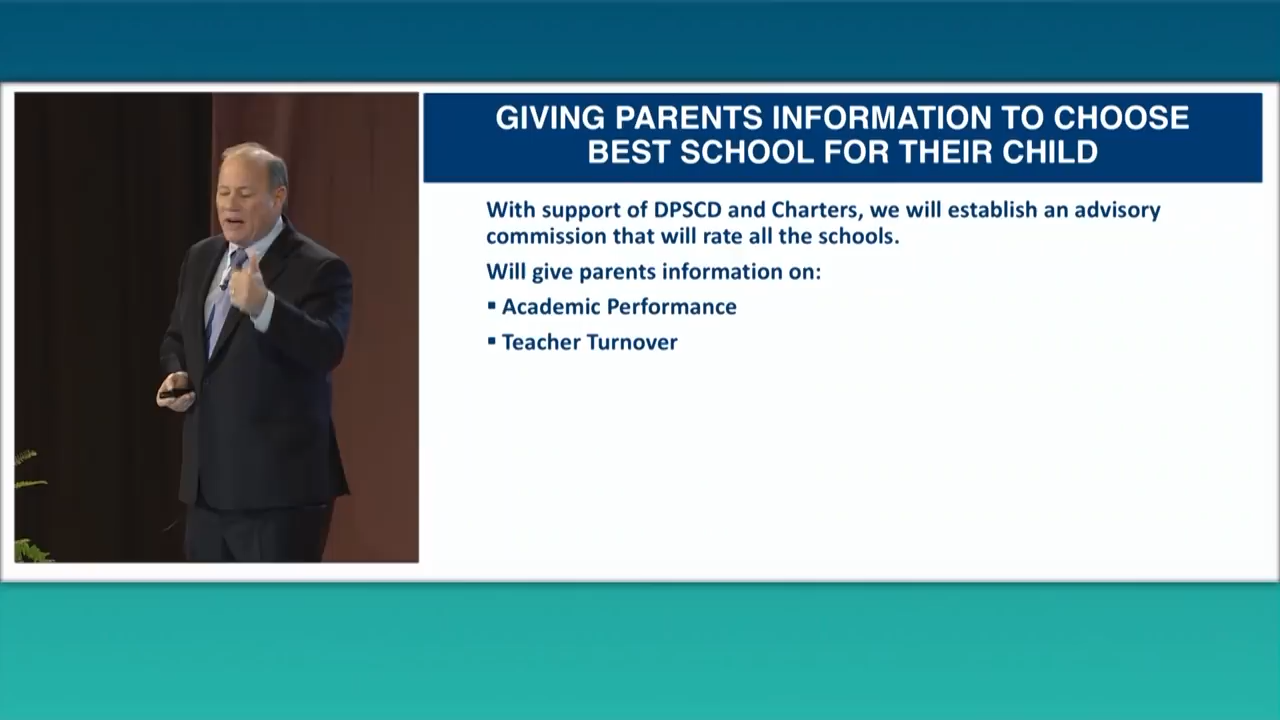 GIVING PARENTS INFORMATION TO CHOOSE
BEST SCHOOL FOR THEIR CHILD
With support of DPSCD and Charters, we will establish an advisory
commission that will rate all the schools.
Will give parents information on:
▪ Academic Performance
▪ Teacher Turnover